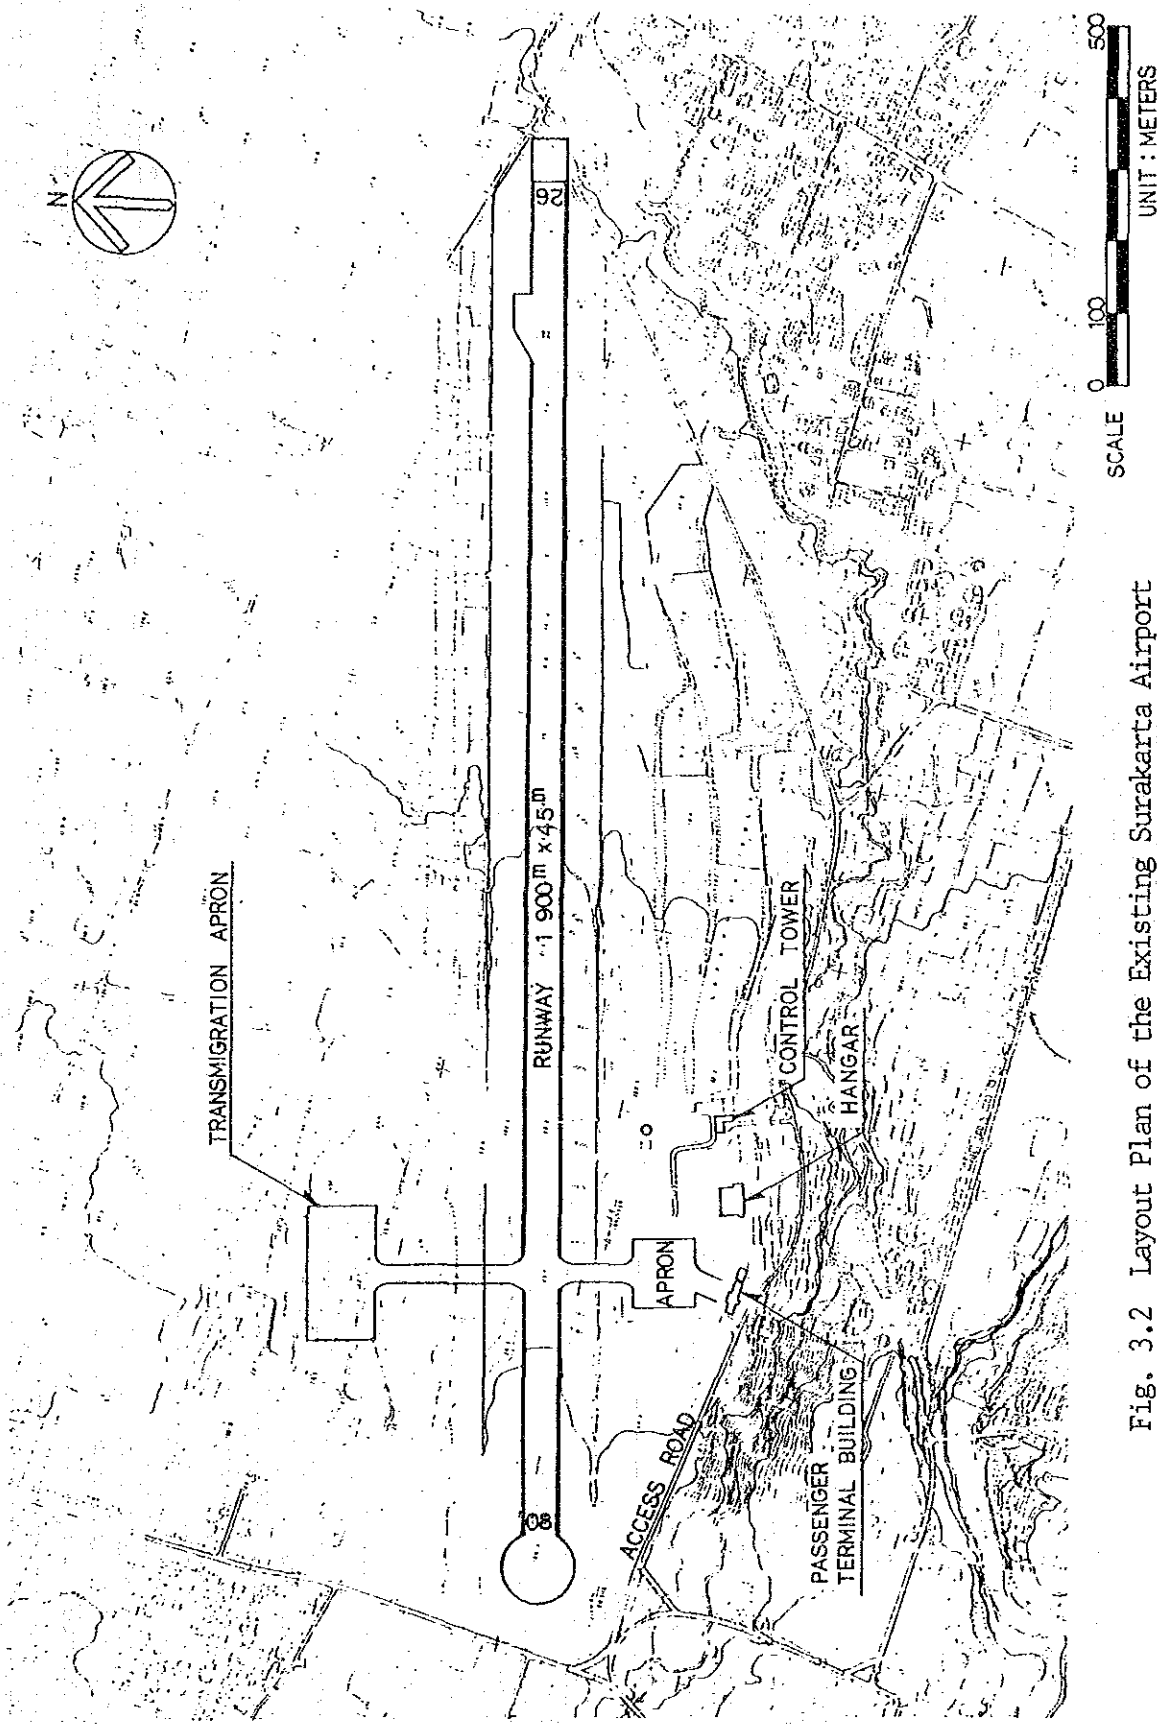 N
TRANSMIGRATION APRON
26
RUNWAY 1 900m x 45m
08
APRON
CONTROL TOWER
HANGAR
ACCESS ROAD
PASSENGER
TERMINAL BUILDING
SCALE 0 100 500
UNIT : METERS
Fig. 3.2 Layout Plan of the Existing Surakarta Airport